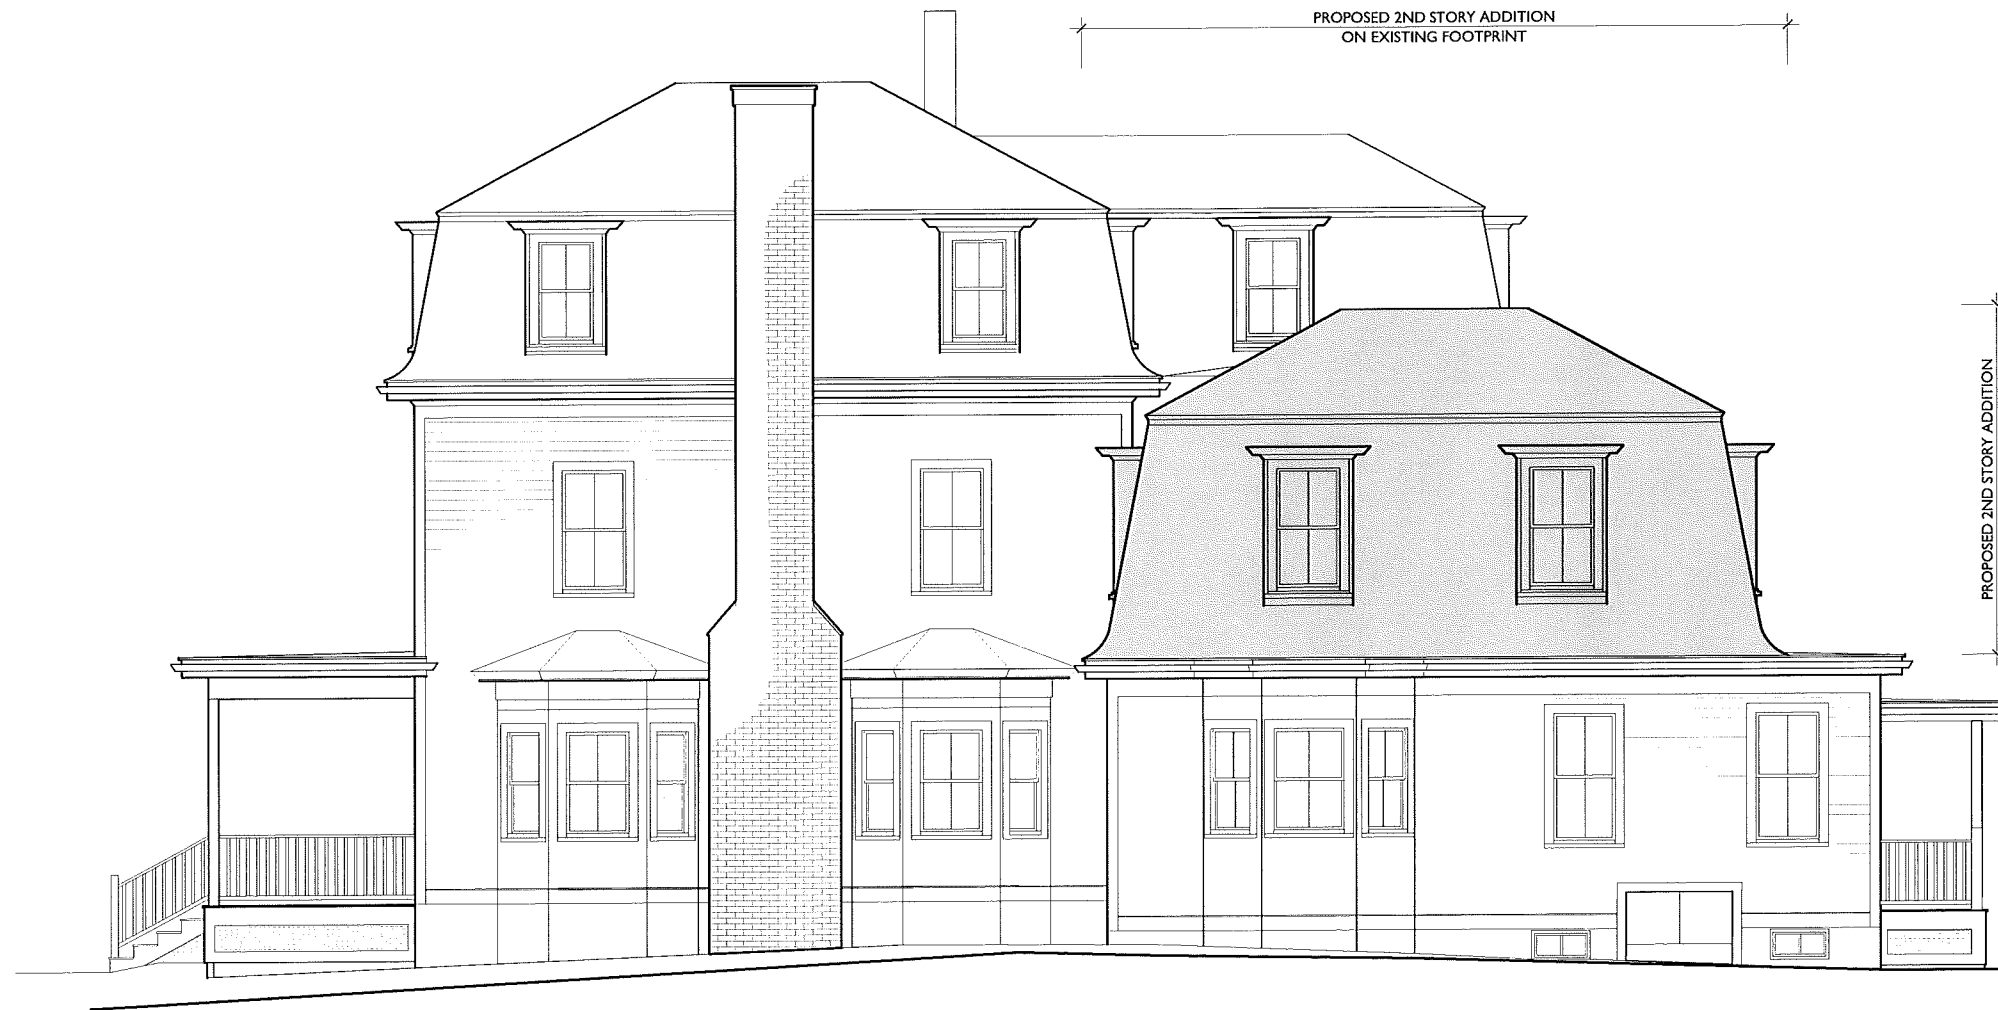 PROPOSED 2ND STORY ADDITION
ON EXISTING FOOTPRINT
PROPOSED 2ND STORY ADDITION